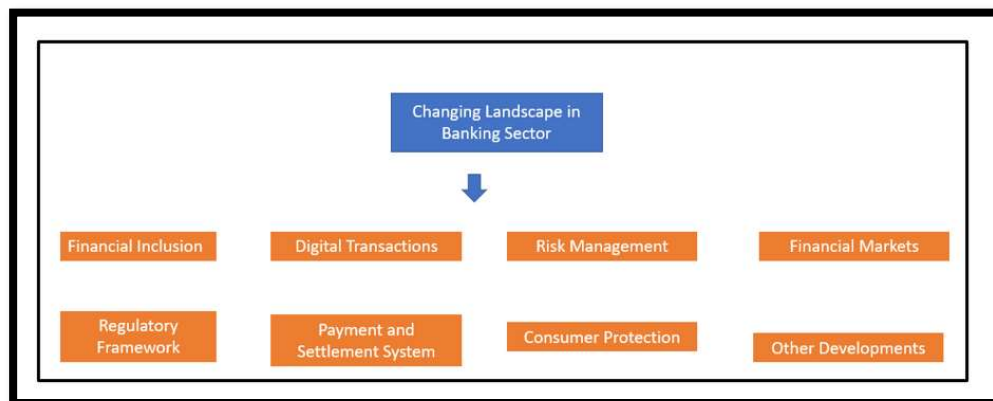 Changing Landscape in
Banking Sector
Financial Inclusion
Digital Transactions
Risk Management
Financial Markets
Regulatory
Framework
Payment and
Settlement System
Consumer Protection
Other Developments